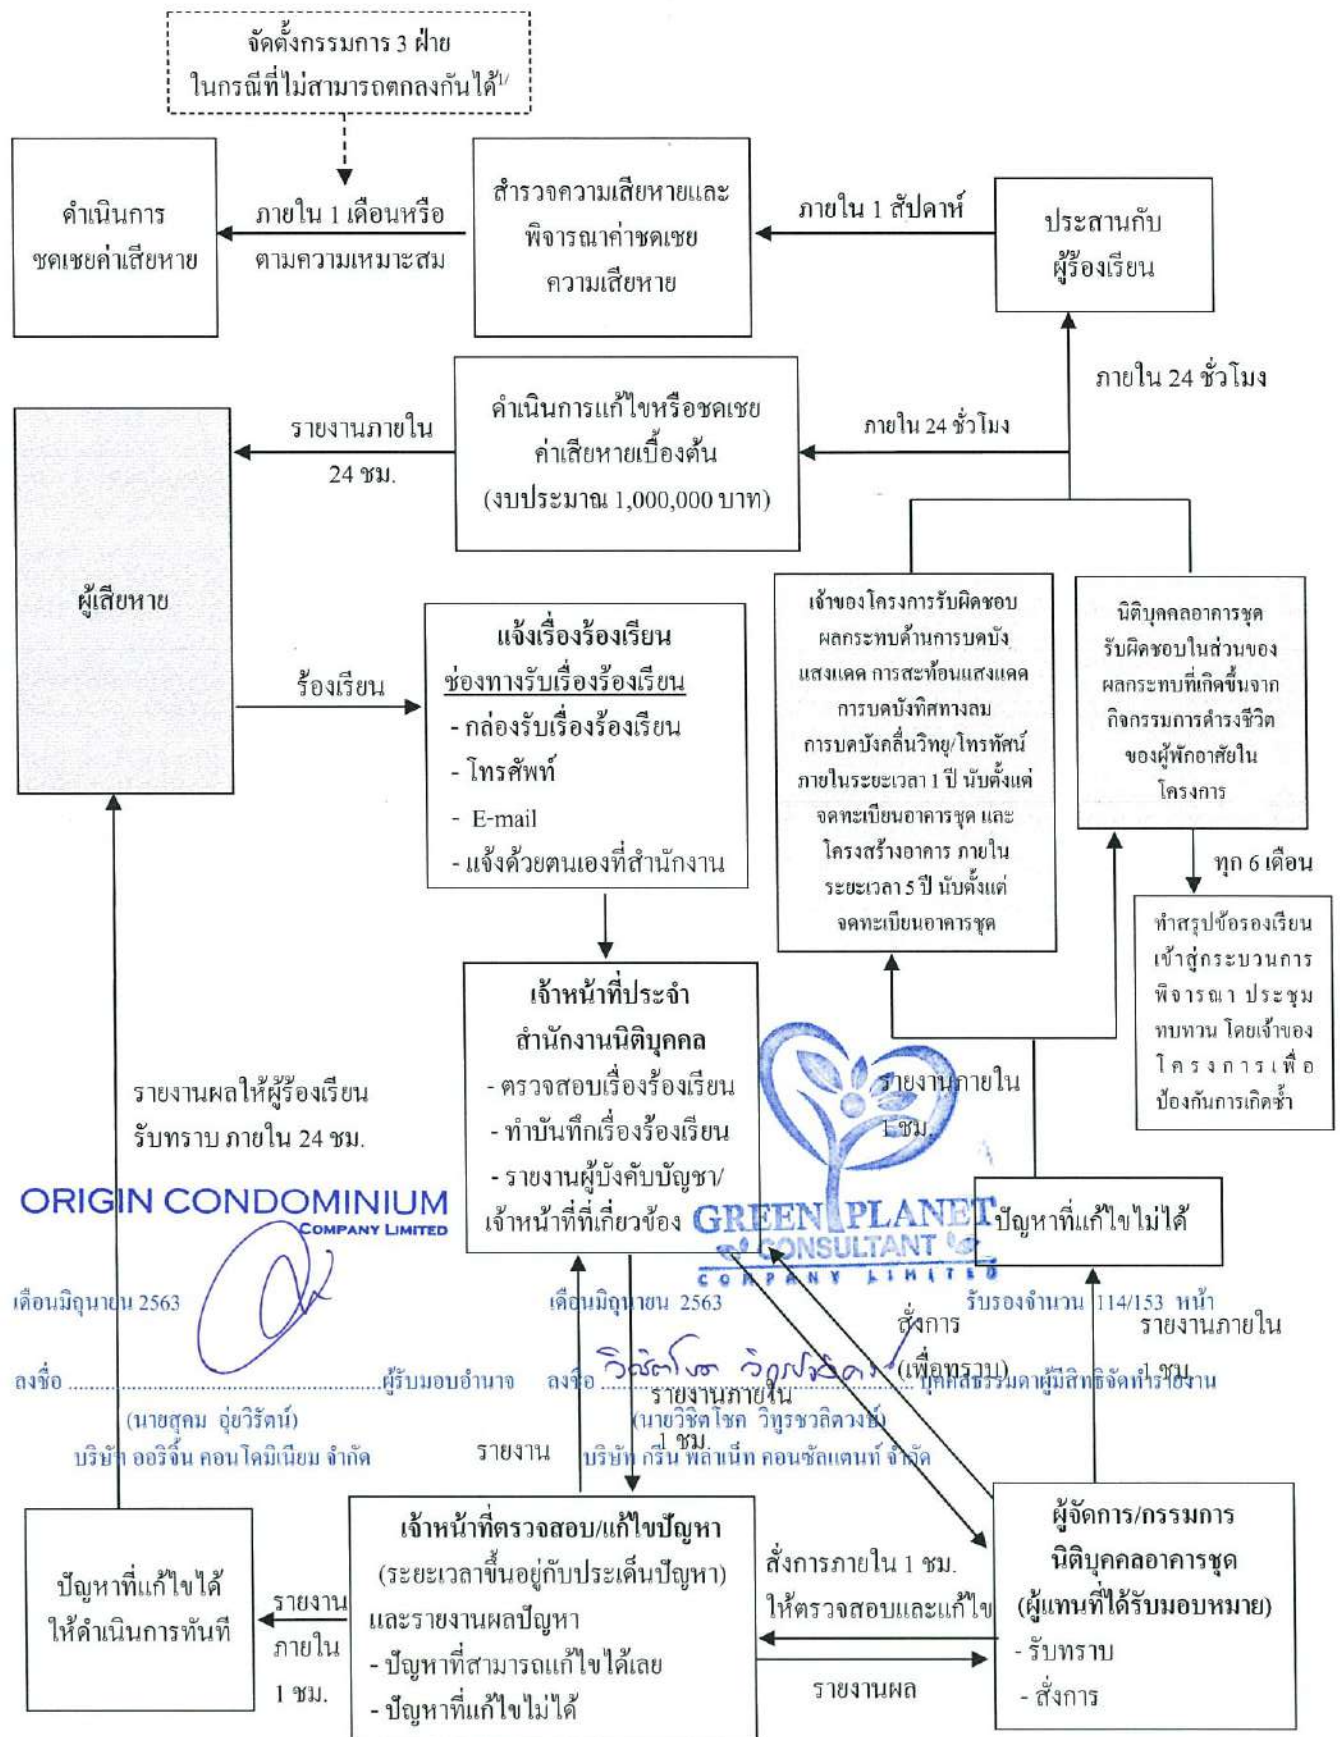 จัดตั้งกรรมการ 3 ฝ่าย
ในกรณีที่ไม่สามารถตกลงกันได้1/
ดำเนินการ
ชดเชยค่าเสียหาย
ภายใน 1 เดือนหรือ
ตามความเหมาะสม
สำรวจความเสียหายและ
พิจารณาค่าชดเชย
ความเสียหาย
ภายใน 1 สัปดาห์
ประสานกับ
ผู้ร้องเรียน
ภายใน 24 ชั่วโมง
ผู้เสียหาย
รายงานภายใน
24 ชม.
ดำเนินการแก้ไขหรือชดเชย
ค่าเสียหายเบื้องต้น
(งบประมาณ 1,000,000 บาท)
ภายใน 24 ชั่วโมง
ร้องเรียน
แจ้งเรื่องร้องเรียน
ช่องทางรับเรื่องร้องเรียน
- กล่องรับเรื่องร้องเรียน
- โทรศัพท์
- E-mail
- แจ้งด้วยตนเองที่สำนักงาน
เจ้าของโครงการรับผิดชอบ
ผลกระทบด้านการบดบัง
แสงแดด การสะท้อนแสงแดด
การบดบังทิศทางลม
การบดบังคลื่นวิทยุ/โทรทัศน์
ภายในระยะเวลา 1 ปี นับตั้งแต่
จดทะเบียนอาคารชุด และ
โครงสร้างอาคาร ภายใน
ระยะเวลา 5 ปี นับตั้งแต่
จดทะเบียนอาคารชุด
นิติบุคคลอาคารชุด
รับผิดชอบในส่วนของ
ผลกระทบที่เกิดขึ้นจาก
กิจกรรมการดำรงชีวิต
ของผู้พักอาศัยใน
โครงการ
ทุก 6 เดือน
ทำสรุปข้อรองเรียน
เข้าสู่กระบวนการ
พิจารณา ประชุม
ทบทวน โดยเจ้าของ
โครงการเพื่อ
ป้องกันการเกิดซ้ำ
เจ้าหน้าที่ประจำ
สำนักงานนิติบุคคล
- ตรวจสอบเรื่องร้องเรียน
- ทำบันทึกเรื่องร้องเรียน
- รายงานผู้บังคับบัญชา/
เจ้าหน้าที่ที่เกี่ยวข้อง
รายงานภายใน
1 ชม.
รายงานผลให้ผู้ร้องเรียน
รับทราบ ภายใน 24 ชม.
ORIGIN CONDOMINIUM
COMPANY LIMITED
GREEN PLANET
CONSULTANT
COMPANY LIMITED
ปัญหาที่แก้ไขไม่ได้
เดือนมิถุนายน 2563
เดือนมิถุนายน 2563
รับรองจำนวน 114/153 หน้า
สั่งการ
(เพื่อทราบ)
รายงานภายใน
1 ชม.
ลงชื่อ ........................................ผู้รับมอบอำนาจ
ลงชื่อ ........................................ บุคคลธรรมดาผู้มีสิทธิจัดทำรายงาน
รายงานภายใน
1 ชม.
(นายสุคม อุ่ยวิรัตน์)
(นายวิชิตโชค วิทูรชวลิตวงษ์)
บริษัท ออริจิ้น คอนโดมิเนียม จำกัด
รายงาน
บริษัท กรีน พลาเน็ท คอนซัลแตนท์ จำกัด
ปัญหาที่แก้ไขได้
ให้ดำเนินการทันที
รายงาน
ภายใน
1 ชม.
เจ้าหน้าที่ตรวจสอบ/แก้ไขปัญหา
(ระยะเวลาขึ้นอยู่กับประเด็นปัญหา)
และรายงานผลปัญหา
- ปัญหาที่สามารถแก้ไขได้เลย
- ปัญหาที่แก้ไขไม่ได้
สั่งการภายใน 1 ชม.
ให้ตรวจสอบและแก้ไข
รายงานผล
ผู้จัดการ/กรรมการ
นิติบุคคลอาคารชุด
(ผู้แทนที่ได้รับมอบหมาย)
- รับทราบ
- สั่งการ